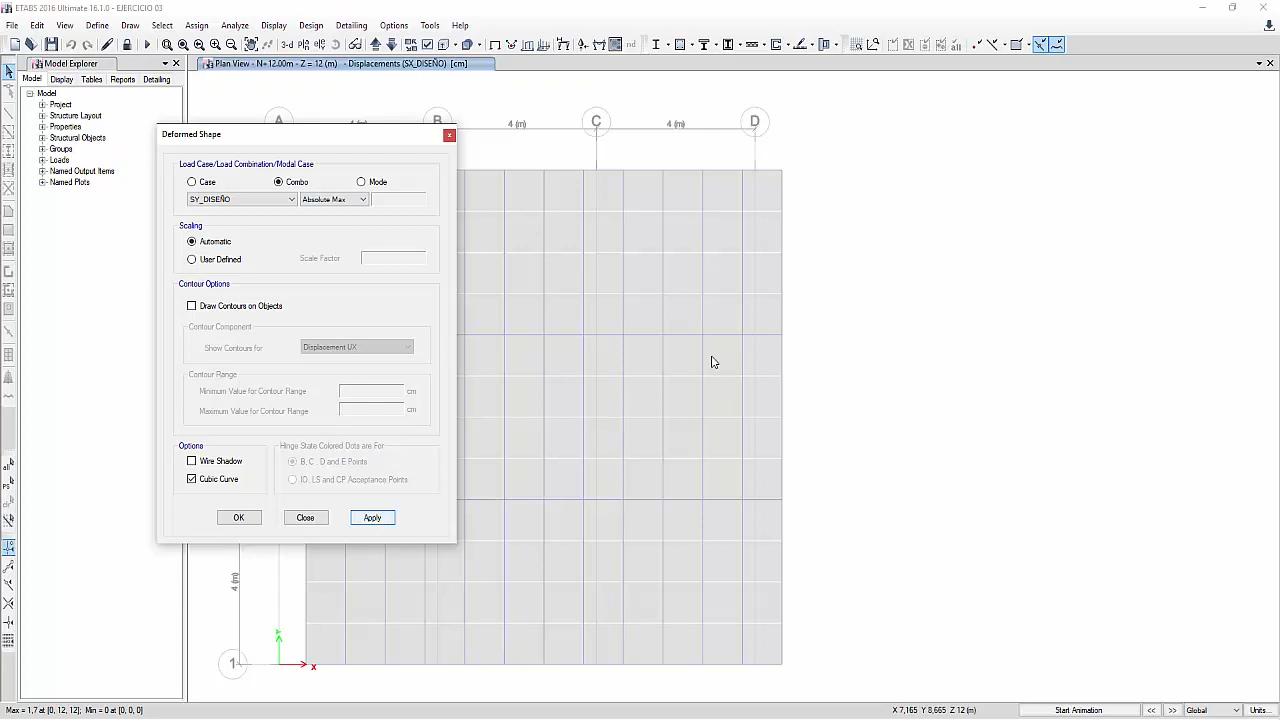 ETABS 2016 Ultimate 16.1.0 - EJERCICIO 03
File Edit View Define Draw Select Assign Analyze Display Design Detailing Options Tools Help
3-d
nd
Model Explorer
Plan View - N+12.00m - Z = 12 (m) - Displacements (SX_DISEÑO) [cm]
Model Display Tables Reports Detailing
Model
Project
Structure Layout
Properties
Structural Objects
Groups
Loads
Named Output Items
Named Plots
A B C D
4 (m) 4 (m)
Deformed Shape
Load Case/Load Combination/Modal Case
Case Combo Mode
SY_DISEÑO Absolute Max
Scaling
Automatic
User Defined Scale Factor
Contour Options
Draw Contours on Objects
Contour Component
Show Contours for Displacement UX
Contour Range
Minimum Value for Contour Range cm
Maximum Value for Contour Range cm
Options
Wire Shadow
Cubic Curve
Hinge State Colored Dots are For
B, C , D and E Points
IO, LS and CP Acceptance Points
OK Close Apply
all
PS
clr
4 (m)
1
X
Max = 1,7 at [0, 12, 12]; Min = 0 at [0, 0, 0]
X 7,165 Y 8,665 Z 12 (m)
Start Animation << >> Global Units...